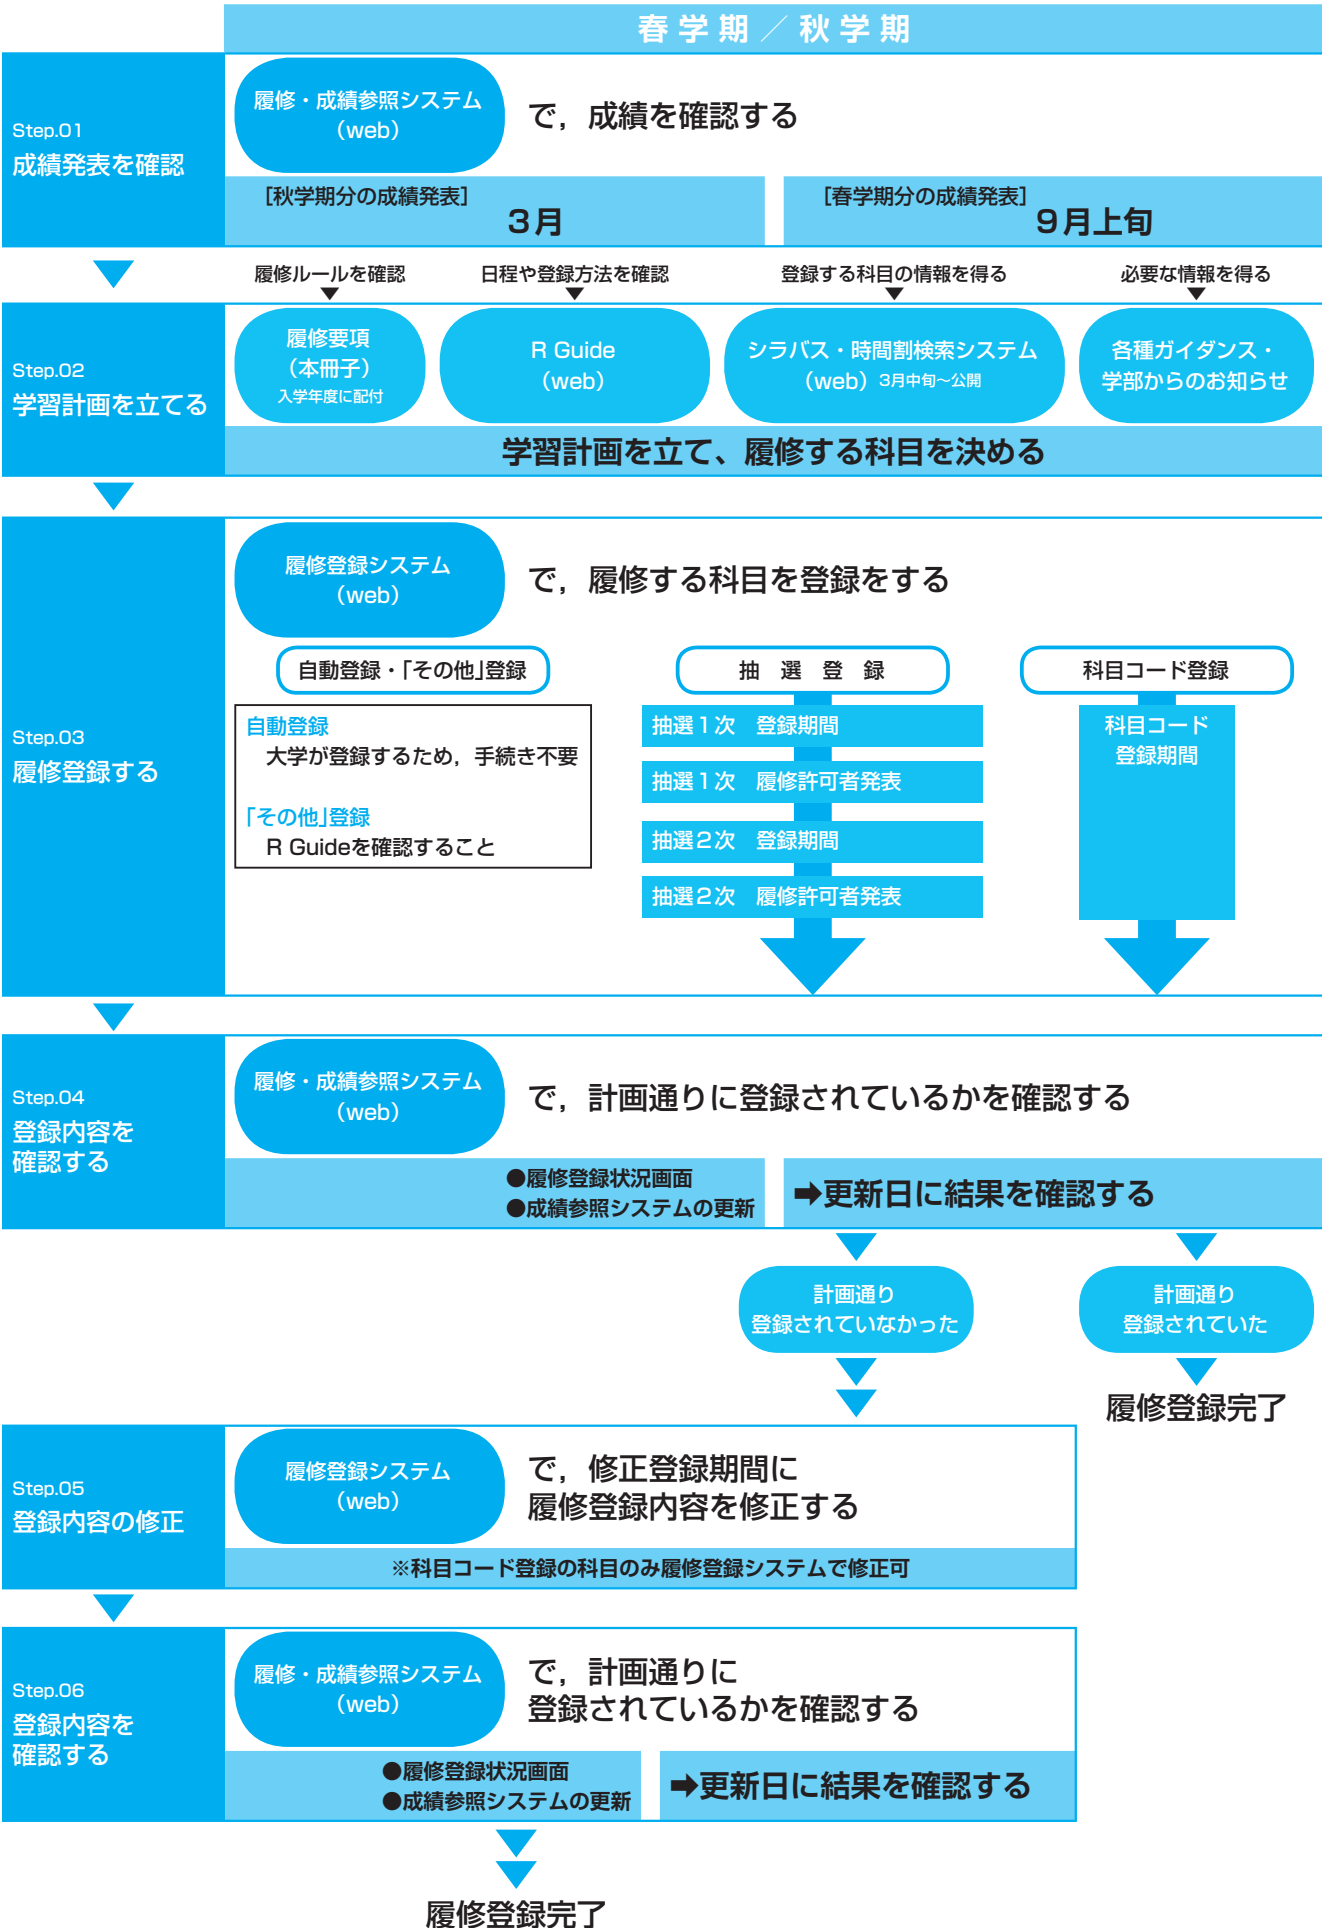 春学期／秋学期
Step.01
成績発表を確認
履修・成績参照システム
（web）
で，成績を確認する
［秋学期分の成績発表］
３月
［春学期分の成績発表］
９月上旬
履修ルールを確認
日程や登録方法を確認
登録する科目の情報を得る
必要な情報を得る
Step.02
学習計画を立てる
履修要項
（本冊子）
入学年度に配付
R Guide
（web）
シラバス・時間割検索システム
（web）3月中旬〜公開
各種ガイダンス・
学部からのお知らせ
学習計画を立て、履修する科目を決める
Step.03
履修登録する
履修登録システム
（web）
で，履修する科目を登録をする
自動登録・「その他」登録
自動登録
大学が登録するため，手続き不要
「その他」登録
R Guideを確認すること
抽 選 登 録
抽選１次　登録期間
抽選１次　履修許可者発表
抽選２次　登録期間
抽選２次　履修許可者発表
科目コード登録
科目コード
登録期間
Step.04
登録内容を
確認する
履修・成績参照システム
（web）
で，計画通りに登録されているかを確認する
●履修登録状況画面
●成績参照システムの更新
➡更新日に結果を確認する
計画通り
登録されていなかった
計画通り
登録されていた
履修登録完了
Step.05
登録内容の修正
履修登録システム
（web）
で，修正登録期間に
履修登録内容を修正する
※科目コード登録の科目のみ履修登録システムで修正可
Step.06
登録内容を
確認する
履修・成績参照システム
（web）
で，計画通りに
登録されているかを確認する
●履修登録状況画面
●成績参照システムの更新
➡更新日に結果を確認する
履修登録完了